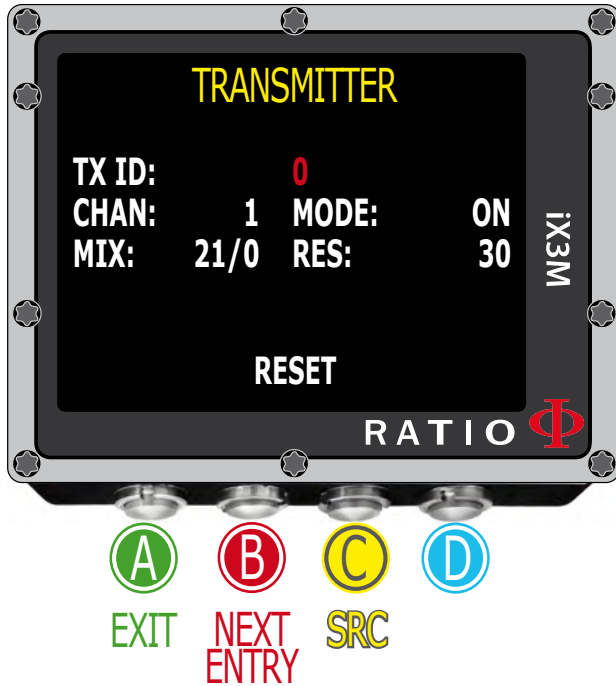 TRANSMITTER
TX ID: 0
CHAN: 1 MODE: ON
MIX: 21/0 RES: 30
RESET
iX3M
RATIO
A B C D
EXIT NEXT ENTRY SRC